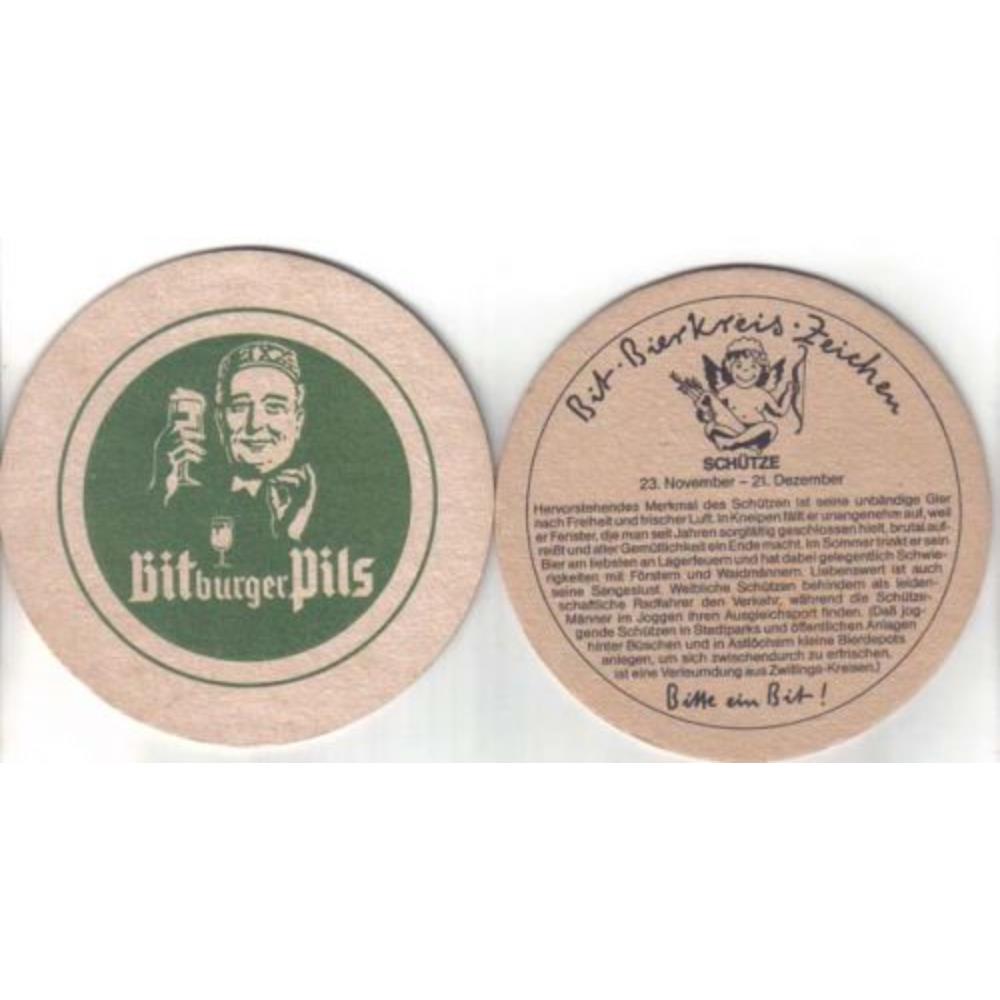 Bitburger Pils
Bit-Bierkreis-Zeichen
SCHÜTZE
23. November – 21. Dezember
Hervorstehendes Merkmal des Schützen ist seine unbändige Gier
nach Freiheit und frischer Luft. In Kneipen fällt er unangenehm auf, weil
er Fenster, die man seit Jahren sorgfältig geschlossen hielt, brutal auf-
reißt und aller Gemütlichkeit ein Ende macht. Im Sommer trinkt er sein
Bier am liebsten an Lagerfeuern und hat dabei gelegentlich Schwie-
rigkeiten mit Förstern und Waidmännern. Liebenswert ist auch
seine Sangeslust. Weibliche Schützen behindern als leiden-
schaftliche Radfahrer den Verkehr, während die Schütze-
Männer im Joggen ihren Ausgleichsport finden. (Daß jog-
gende Schützen in Stadtparks und öffentlichen Anlagen
hinter Büschen und in Astlöchern kleine Bierdepots
anlegen, um sich zwischendurch zu erfrischen,
ist eine Verleumdung aus Zwillings-Kreisen.)
Bitte ein Bit!